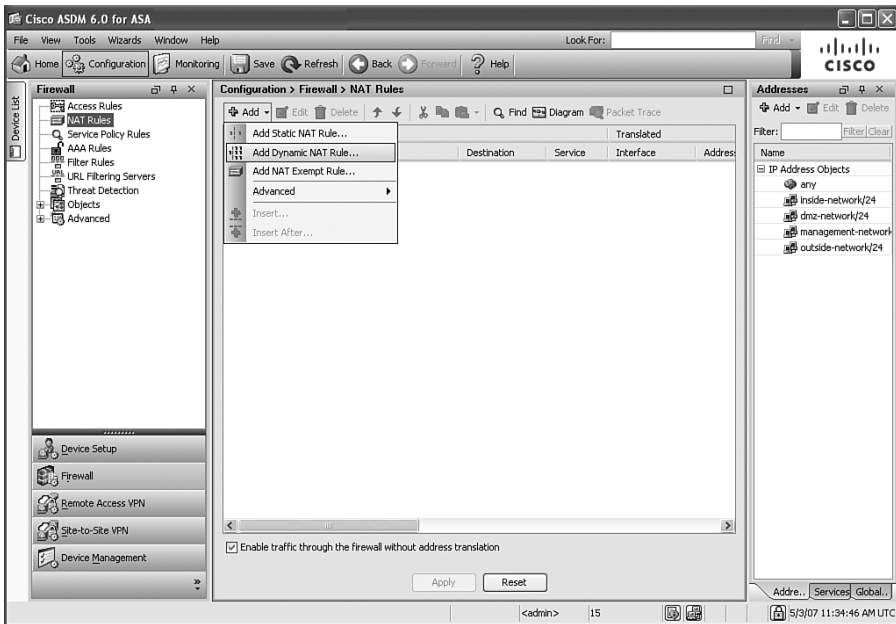 Cisco ASDM 6.0 for ASA
File View Tools Wizards Window Help
Look For:
Find
Home Configuration Monitoring Save Refresh Back Forward Help
CISCO
Device List
Firewall
Access Rules
NAT Rules
Service Policy Rules
AAA Rules
Filter Rules
URL Filtering Servers
Threat Detection
Objects
Advanced
Device Setup
Firewall
Remote Access VPN
Site-to-Site VPN
Device Management
Configuration > Firewall > NAT Rules
Add Edit Delete Find Diagram Packet Trace
Add Static NAT Rule...
Add Dynamic NAT Rule...
Add NAT Exempt Rule...
Advanced
Insert...
Insert After...
Translated
Destination Service Interface Address
Enable traffic through the firewall without address translation
Apply Reset
Addresses
Add Edit Delete
Filter: Filter Clear
Name
IP Address Objects
any
inside-network/24
dmz-network/24
management-network
outside-network/24
Addre.. Services Global..
<admin> 15
5/3/07 11:34:46 AM UTC